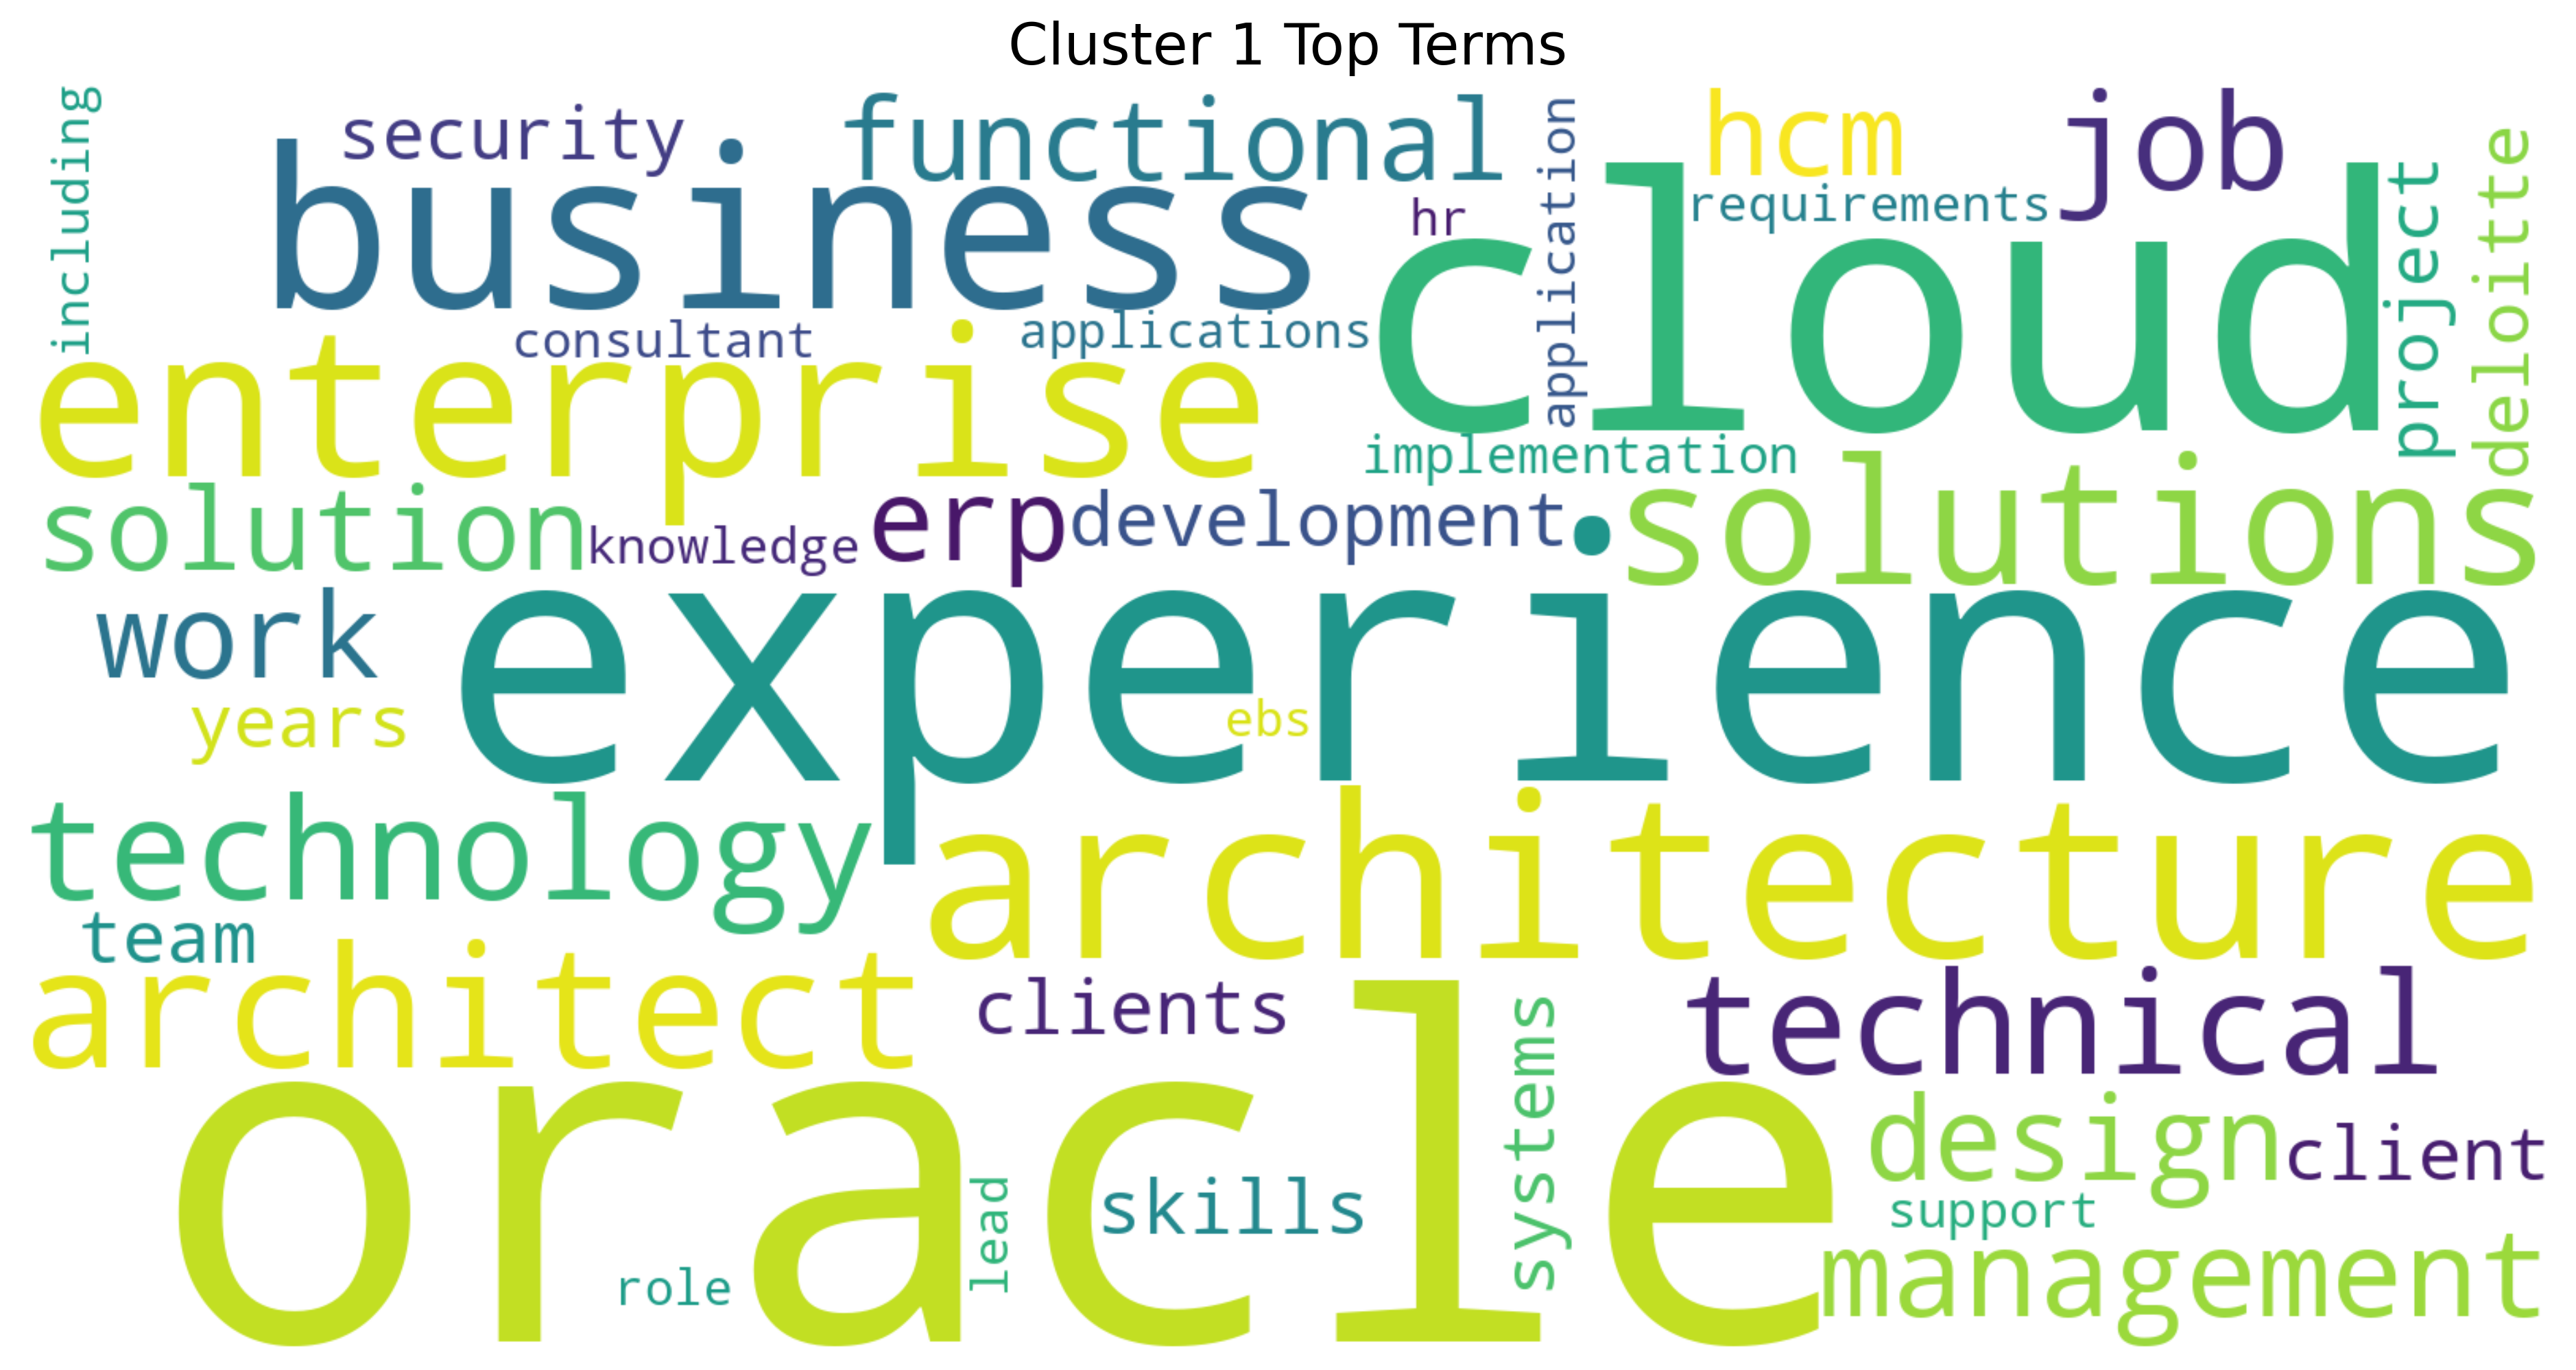 Cluster 1 Top Terms
including
security
functional
application
hcm
job
business
hr
requirements
cloud
project
deloitte
consultant
applications
enterprise
implementation
solution
knowledge
erp
development
solutions
work
experience
years
ebs
technology
architecture
team
architect
clients
systems
technical
oracle
design
client
lead
skills
support
role
management